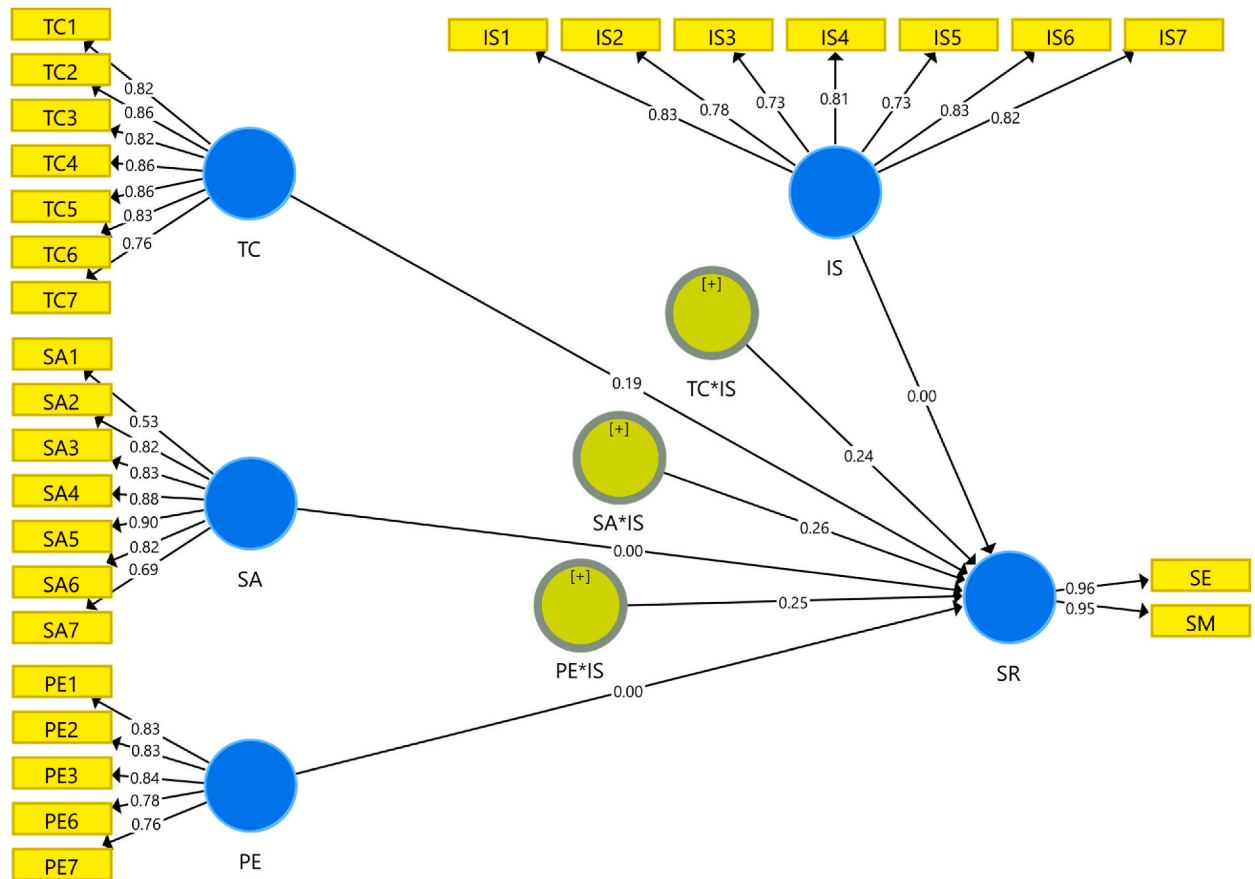 TC1
TC2
TC3
TC4
TC5
TC6
TC7
0.82
0.86
0.82
0.86
0.86
0.83
0.76
TC
IS1
IS2
IS3
IS4
IS5
IS6
IS7
0.83
0.78
0.73
0.81
0.73
0.83
0.82
IS
[+]
TC*IS
0.19
0.00
0.24
SA1
SA2
SA3
SA4
SA5
SA6
SA7
0.53
0.82
0.83
0.88
0.90
0.82
0.69
SA
[+]
SA*IS
0.26
0.00
[+]
PE*IS
0.25
SR
0.96
0.95
SE
SM
0.00
PE1
PE2
PE3
PE6
PE7
0.83
0.83
0.84
0.78
0.76
PE